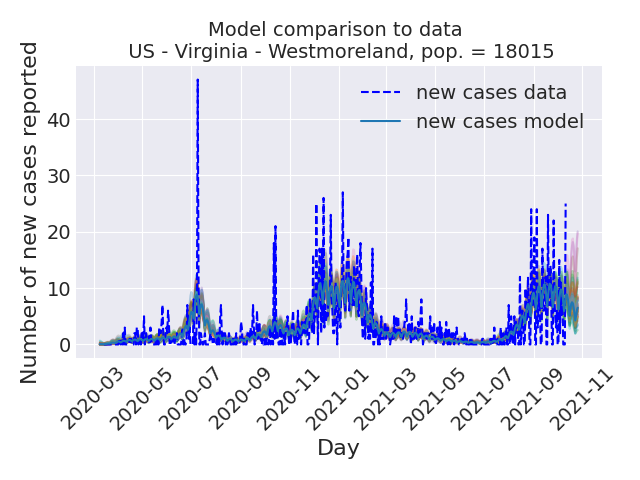 Model comparison to data
US - Virginia - Westmoreland, pop. = 18015
Number of new cases reported
40
30
20
10
0
new cases data
new cases model
2020-03
2020-05
2020-07
2020-09
2020-11
2021-01
2021-03
2021-05
2021-07
2021-09
2021-11
Day